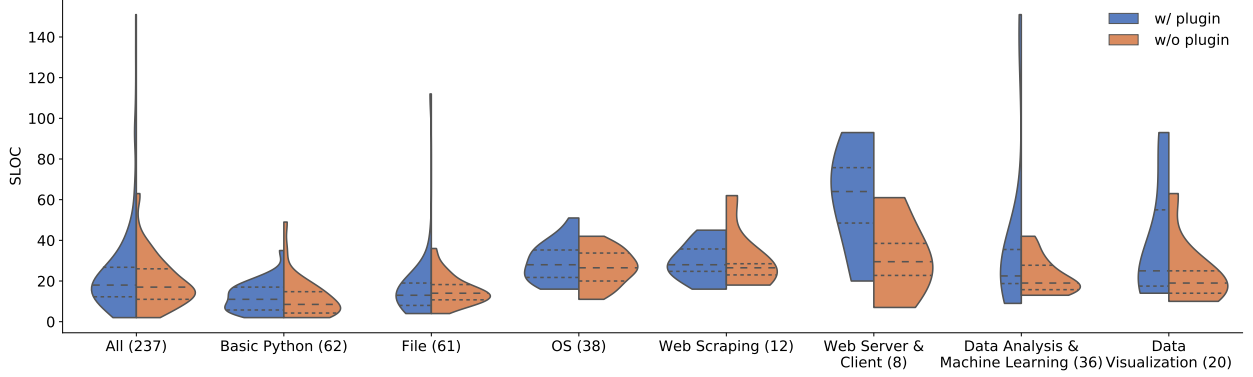 w/ plugin
w/o plugin
140
120
100
80
60
40
20
0
SLOC
All (237)
Basic Python (62)
File (61)
OS (38)
Web Scraping (12)
Web Server &
Client (8)
Data Analysis &
Machine Learning (36)
Data
Visualization (20)